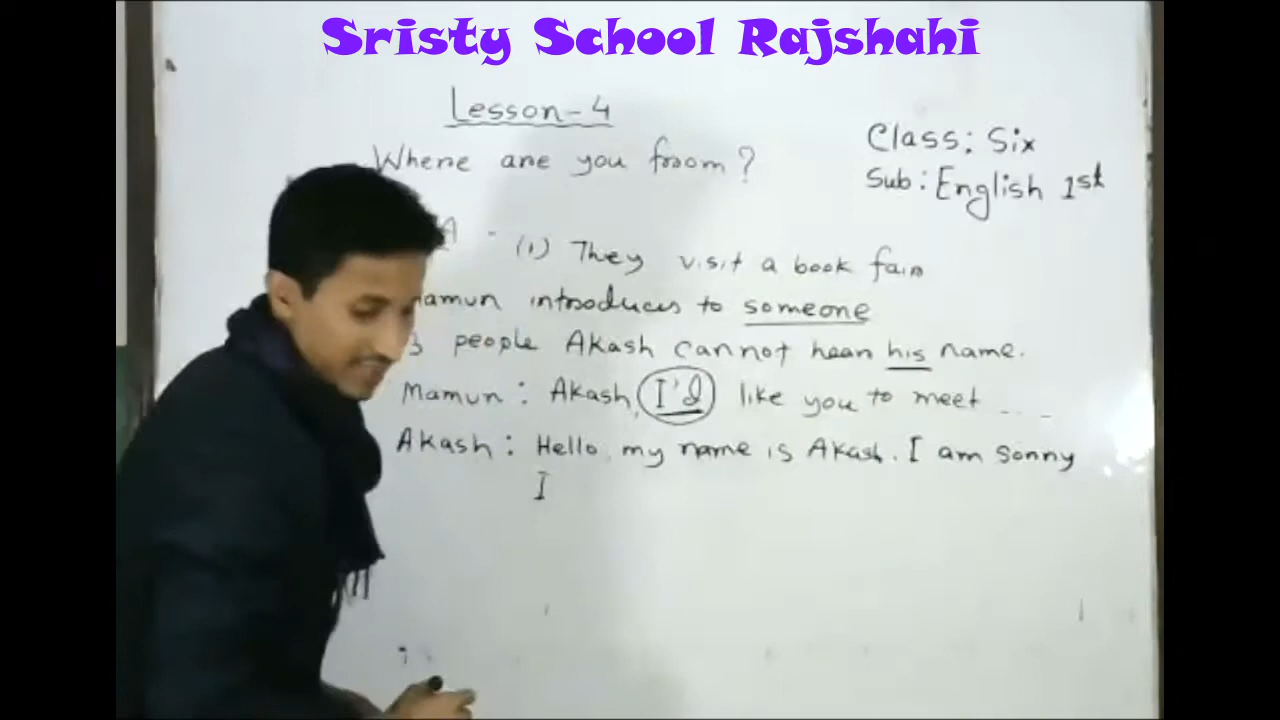 Sristy School Rajshahi
Lesson-4
Where are you from?
Class: Six
Sub: English 1st
A - (1) They visit a book fair
Mamun introduces to someone
3 people Akash cannot hear his name.
Mamun: Akash, I'd like you to meet ....
Akash: Hello, my name is Akash. I am sorry
I